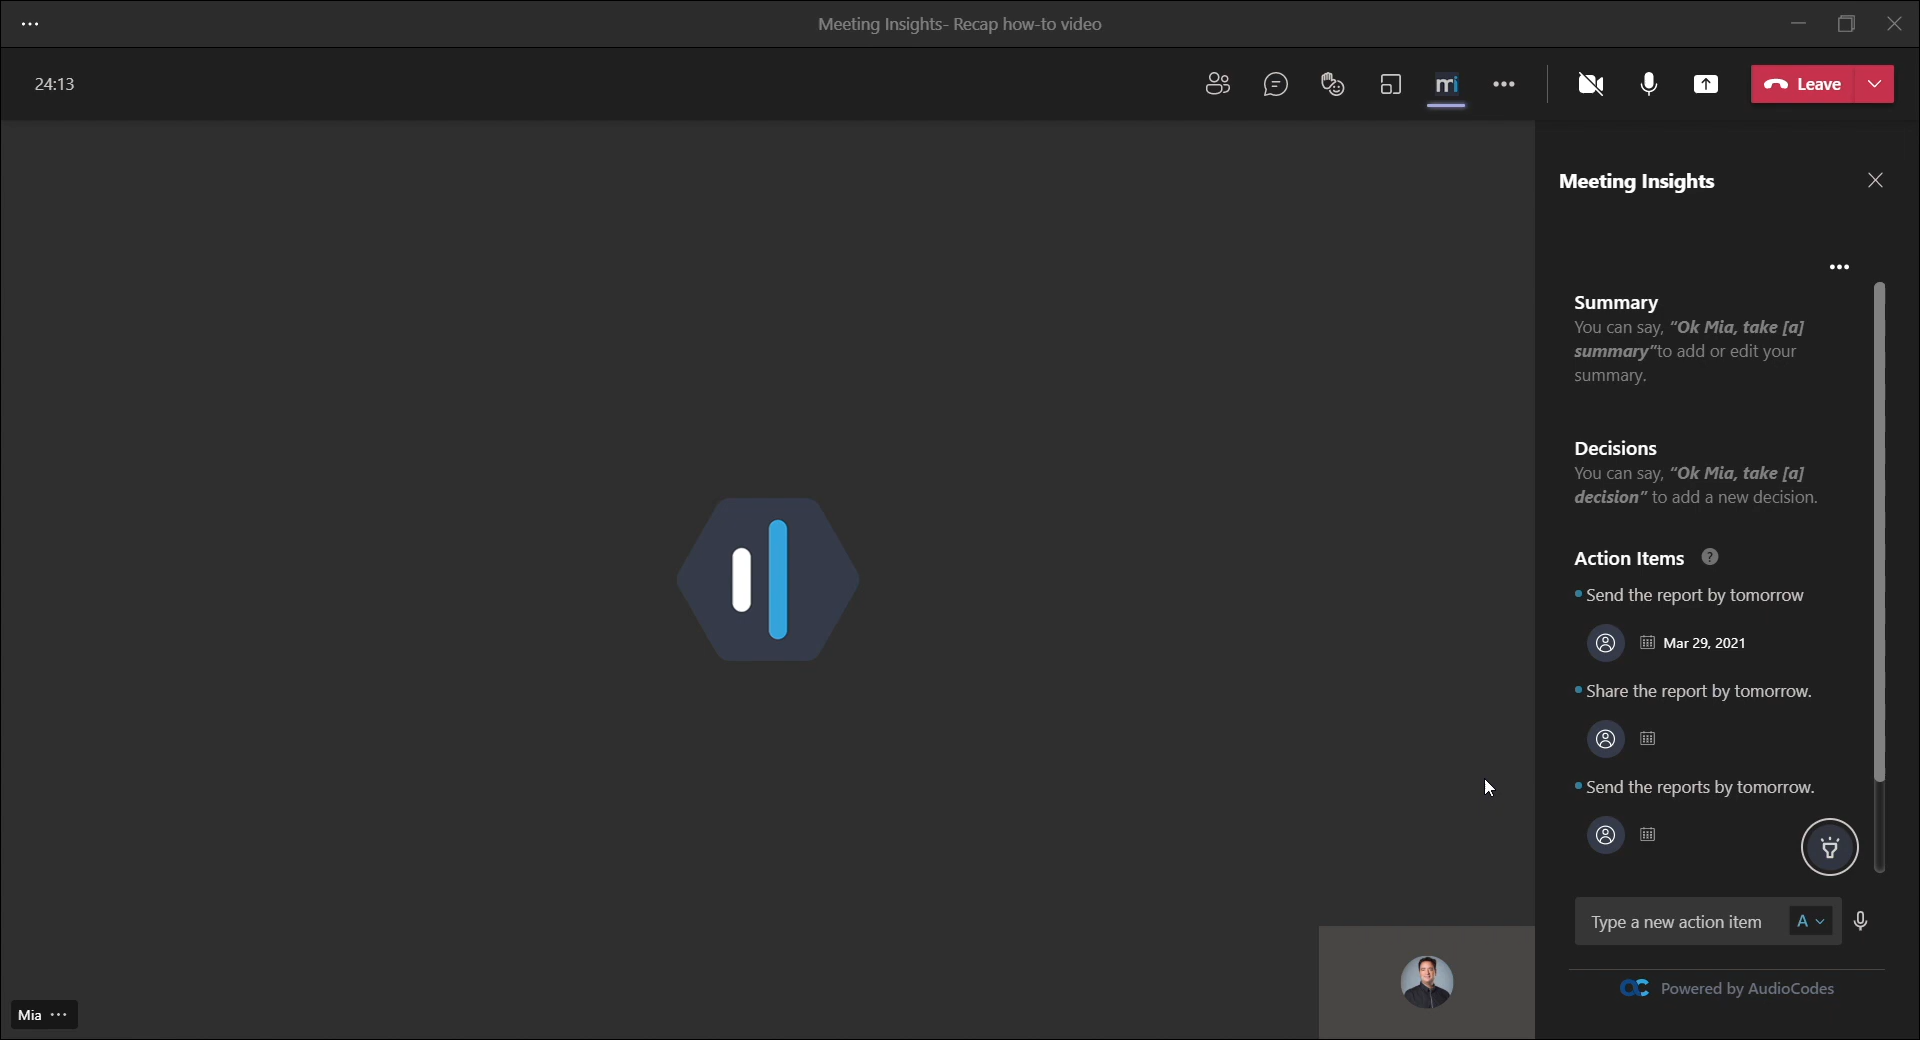 Meeting Insights- Recap how-to video
24:13
mi
Leave
Meeting Insights
Summary
You can say, “Ok Mia, take [a]
summary”to add or edit your
summary.
Decisions
You can say, “Ok Mia, take [a]
decision” to add a new decision.
Action Items ?
Send the report by tomorrow
Mar 29, 2021
Share the report by tomorrow.
Send the reports by tomorrow.
Type a new action item A
Powered by AudioCodes
Mia